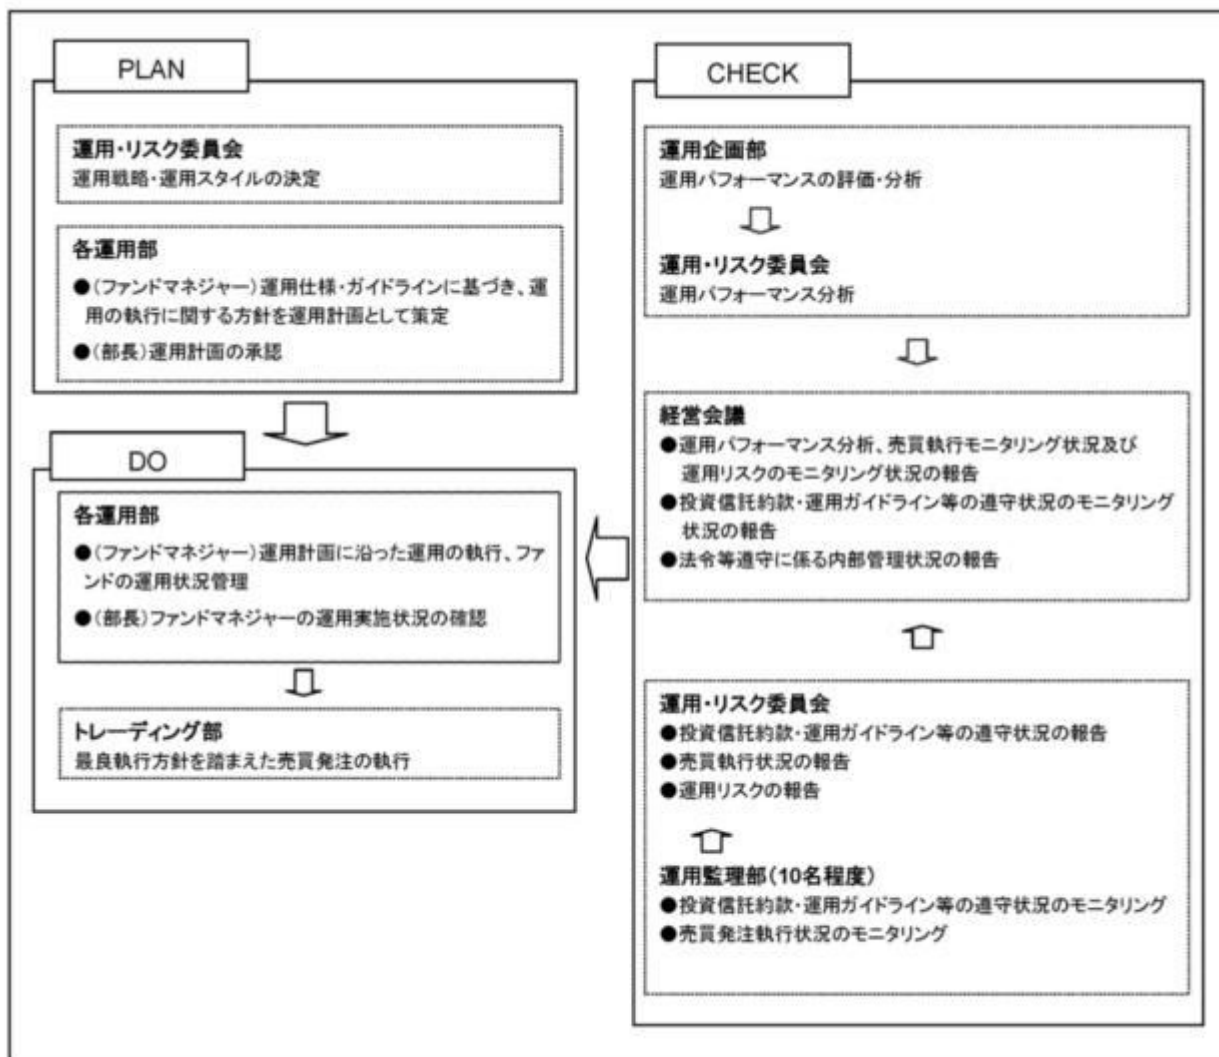 PLAN
運用・リスク委員会
運用戦略・運用スタイルの決定
各運用部
●(ファンドマネジャー)運用仕様・ガイドラインに基づき、運
用の執行に関する方針を運用計画として策定
●(部長)運用計画の承認
DO
各運用部
●(ファンドマネジャー)運用計画に沿った運用の執行、ファ
ンドの運用状況管理
●(部長)ファンドマネジャーの運用実施状況の確認
トレーディング部
最良執行方針を踏まえた売買発注の執行
CHECK
運用企画部
運用パフォーマンスの評価・分析
運用・リスク委員会
運用パフォーマンス分析
経営会議
●運用パフォーマンス分析、売買執行モニタリング状況及び
運用リスクのモニタリング状況の報告
●投資信託約款・運用ガイドライン等の遵守状況のモニタリング
状況の報告
●法令等遵守に係る内部管理状況の報告
運用・リスク委員会
●投資信託約款・運用ガイドライン等の遵守状況の報告
●売買執行状況の報告
●運用リスクの報告
運用監理部(10名程度)
●投資信託約款・運用ガイドライン等の遵守状況のモニタリング
●売買発注執行状況のモニタリング